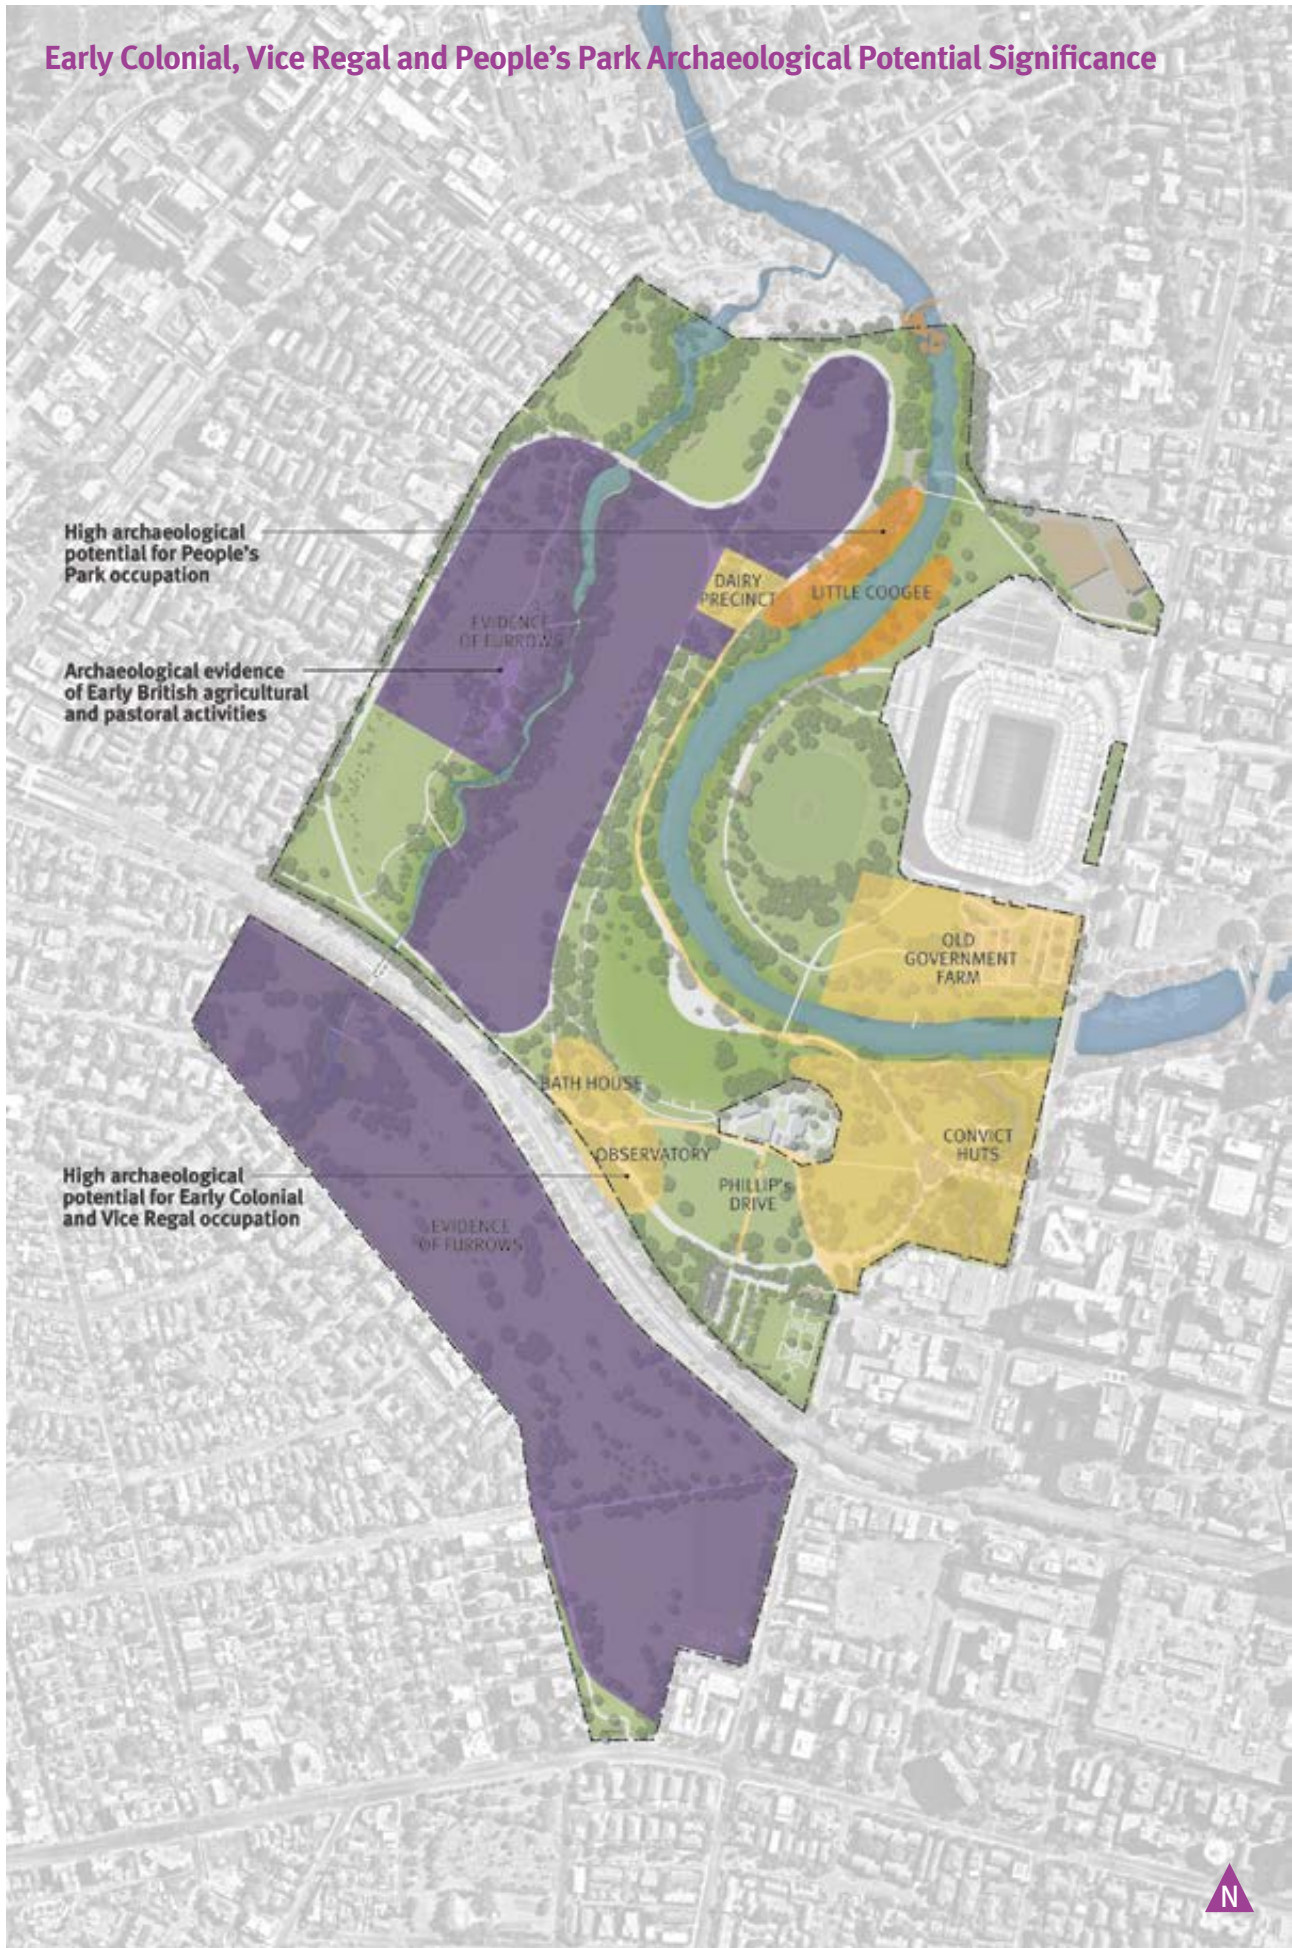 Early Colonial, Vice Regal and People's Park Archaeological Potential Significance
High archaeological
potential for People's
Park occupation
DAIRY
PRECINCT
LITTLE COOGEE
EVIDENCE
OF FURROWS
Archaeological evidence
of Early British agricultural
and pastoral activities
OLD
GOVERNMENT
FARM
BATH HOUSE
CONVICT
HUTS
OBSERVATORY
High archaeological
potential for Early Colonial
and Vice Regal occupation
PHILLIP's
DRIVE
EVIDENCE
OF FURROWS
N